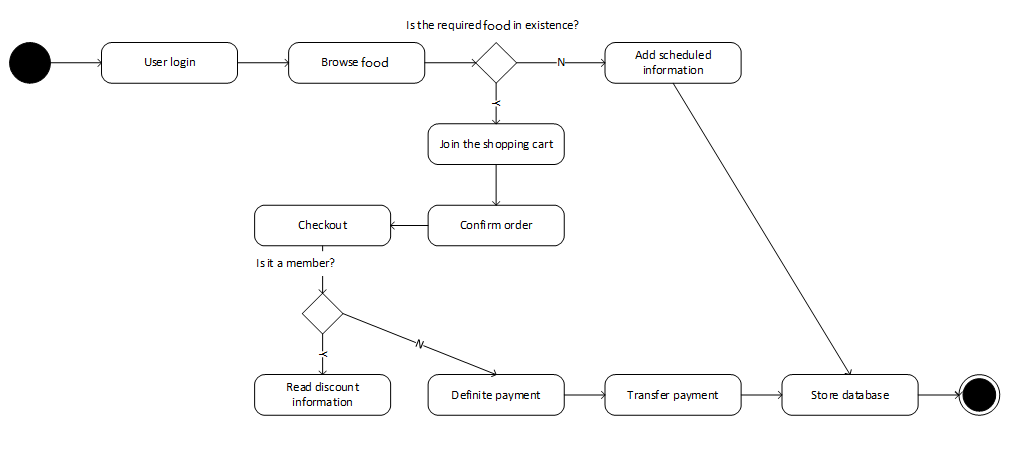 Is the required food in existence?
User login
Browse food
N
Add scheduled
information
Y
Join the shopping cart
Checkout
Confirm order
Is it a member?
N
Y
Read discount
information
Definite payment
Transfer payment
Store database